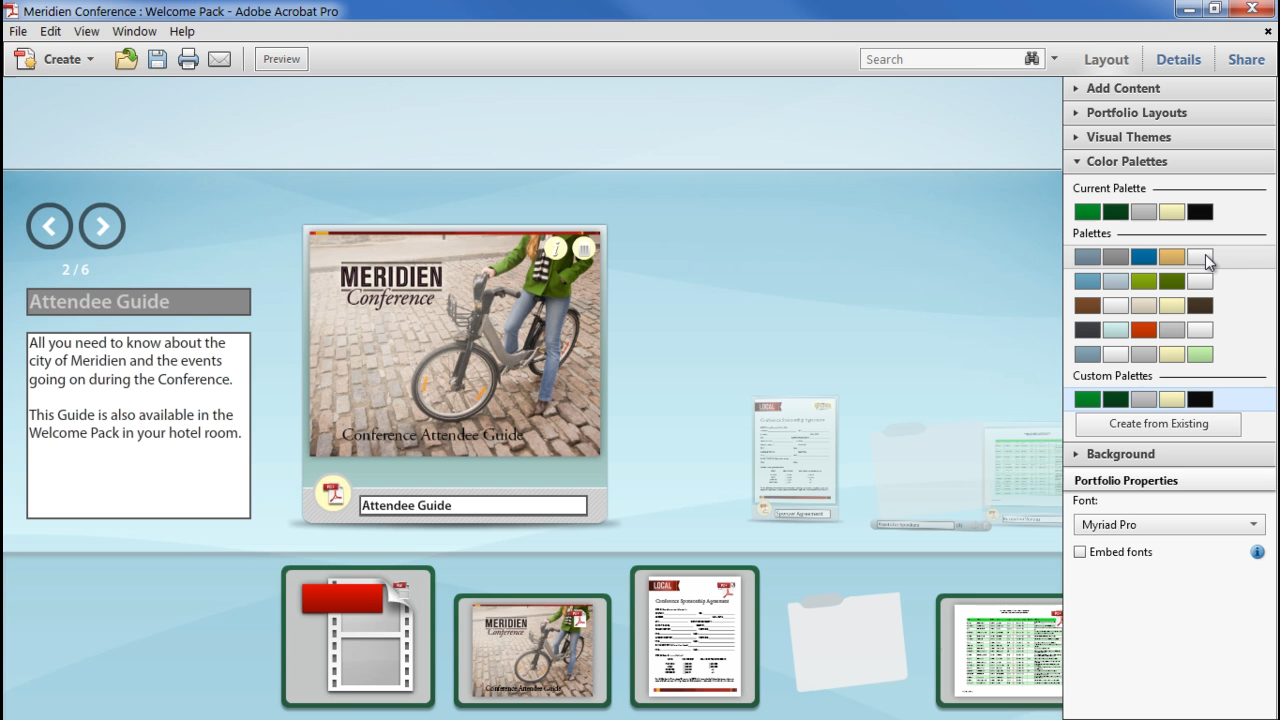 Meridien Conference : Welcome Pack - Adobe Acrobat Pro
File Edit View Window Help
Create
Preview
Search
Layout
Details
Share
2 / 6
Attendee Guide
All you need to know about the
city of Meridien and the events
going on during the Conference.
This Guide is also available in the
Welcome Pack in your hotel room.
MERIDIEN
Conference
Conference Attendee Guide
Attendee Guide
LOCAL
Sponsor Agreement
MERIDIEN
Conference
Conference Attendee Guide
LOCAL
Conference Sponsorship Agreement
Add Content
Portfolio Layouts
Visual Themes
Color Palettes
Current Palette
Palettes
Custom Palettes
Create from Existing
Background
Portfolio Properties
Font:
Myriad Pro
Embed fonts